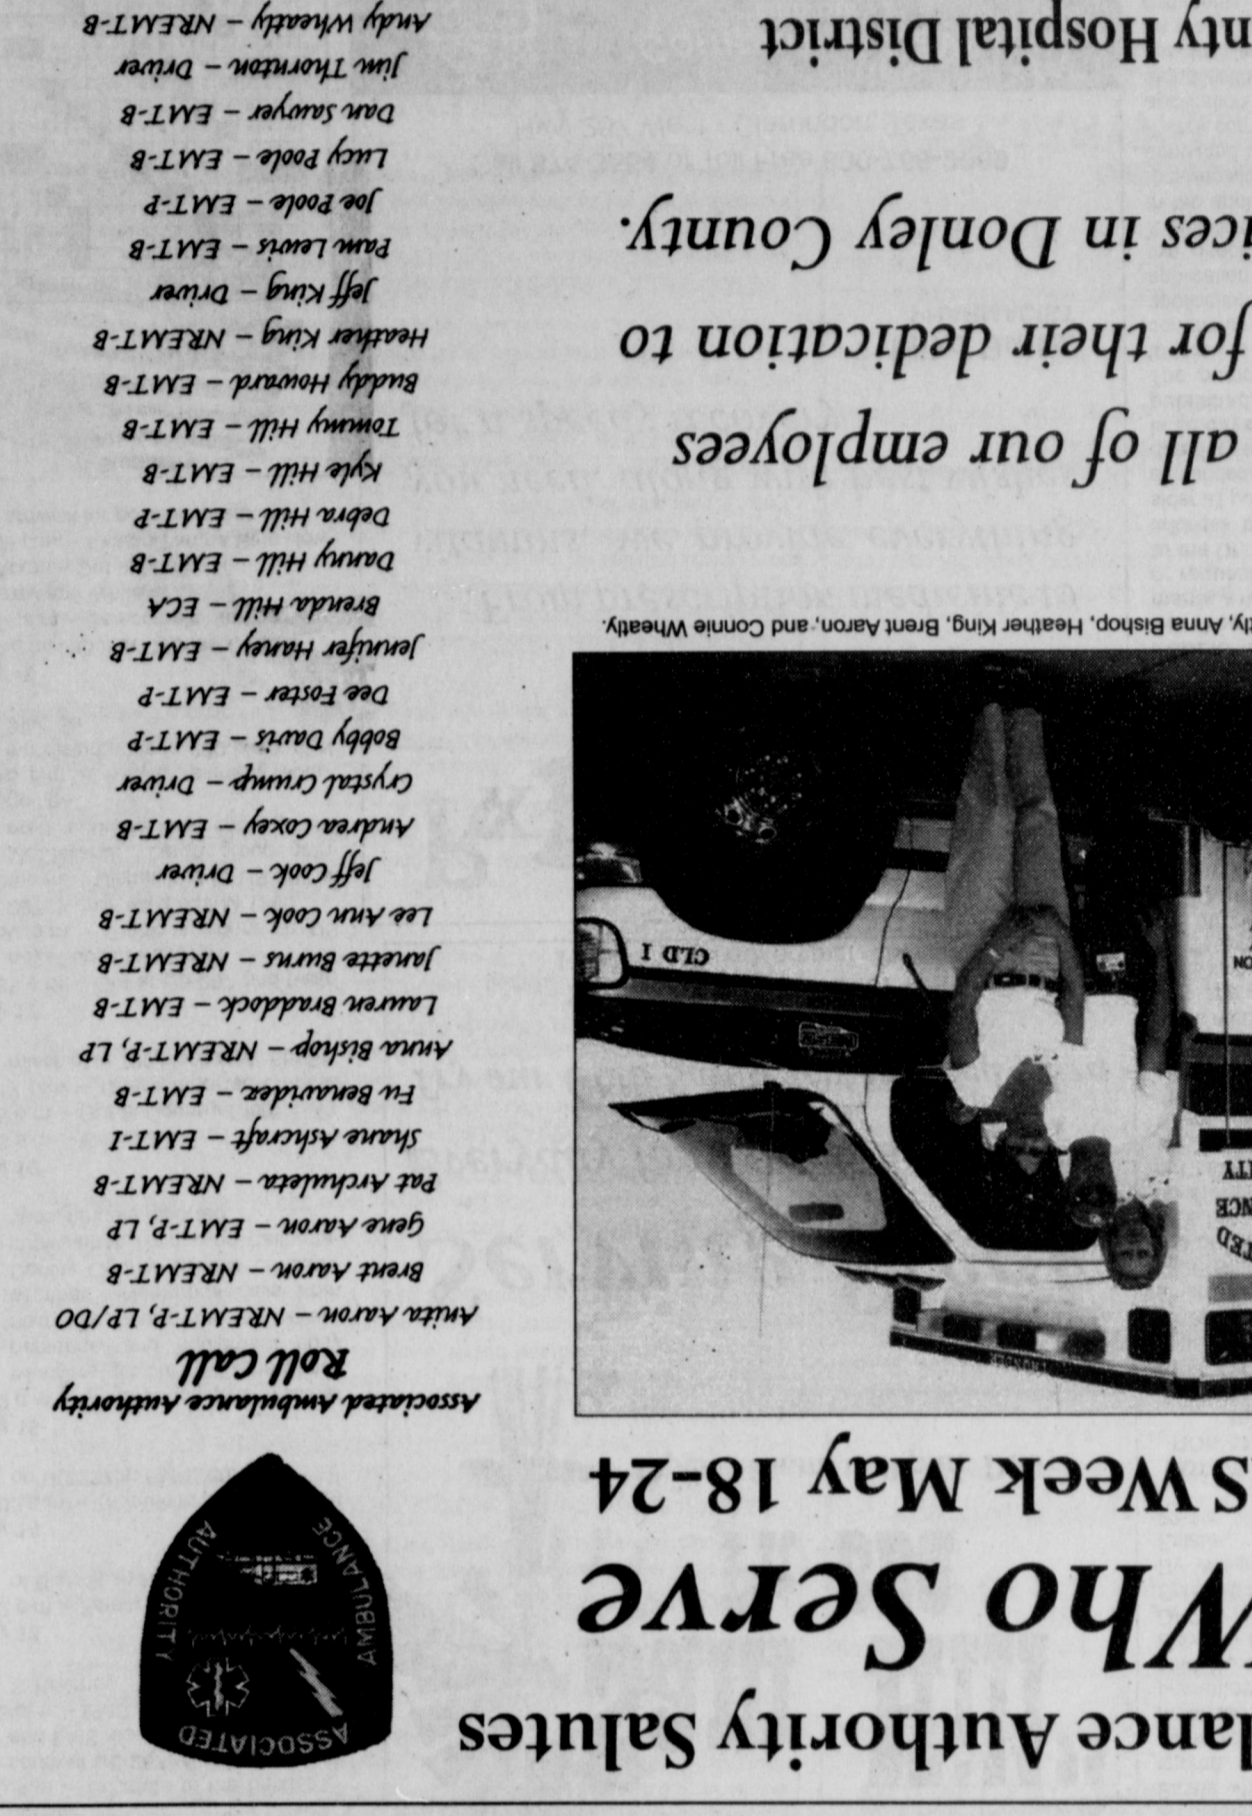 lance Authority Salutes
Who Serve
S Week May 18-24
ASSOCIATED
AMBULANCE
AUTHORITY
CLD 1
tly, Anna Bishop, Heather King, Brent Aaron, and Connie Wheatly.
all of our employees
for their dedication to
ices in Donley County.
nty Hospital District
Associated Ambulance Authority
Roll Call
Anita Aaron – NREMT-P, LP/DO
Brent Aaron – NREMT-B
Gene Aaron – EMT-P, LP
Pat Archuleta – NREMT-B
Shane Ashcraft – EMT-I
Fu Benavidez – EMT-B
Anna Bishop – NREMT-P, LP
Lauren Braddock – EMT-B
Janette Burns – NREMT-B
Lee Ann Cook – NREMT-B
Jeff Cook – Driver
Andrea Coxey – EMT-B
Crystal Crump – Driver
Bobby Davis – EMT-P
Dee Foster – EMT-P
Jennifer Haney – EMT-B
Brenda Hill – ECA
Danny Hill – EMT-B
Debra Hill – EMT-P
Kyle Hill – EMT-B
Tommy Hill – EMT-B
Buddy Howard – EMT-B
Heather King – NREMT-B
Jeff King – Driver
Pam Lewis – EMT-B
Joe Poole – EMT-P
Lucy Poole – EMT-B
Dan Sawyer – EMT-B
Jim Thornton – Driver
Andy Wheatly – NREMT-B